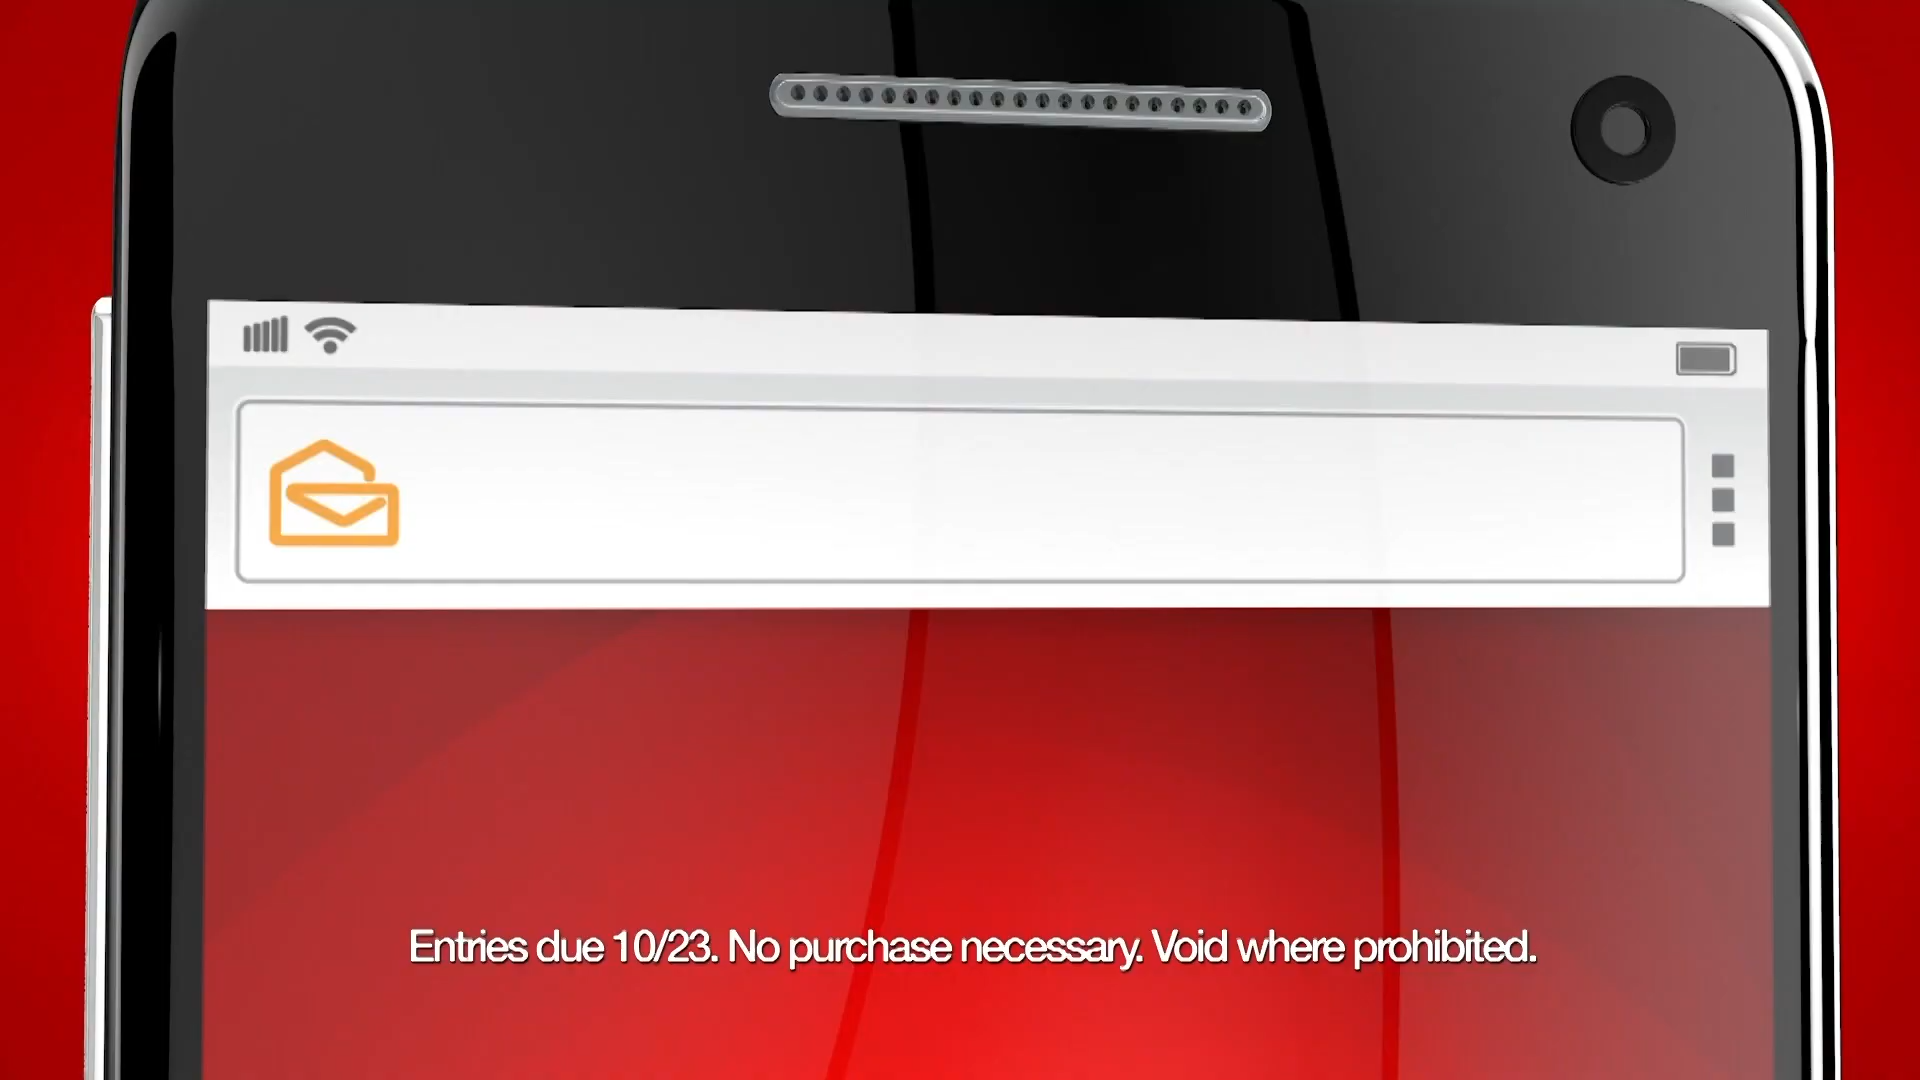 Entries due 10/23. No purchase necessary. Void where prohibited.